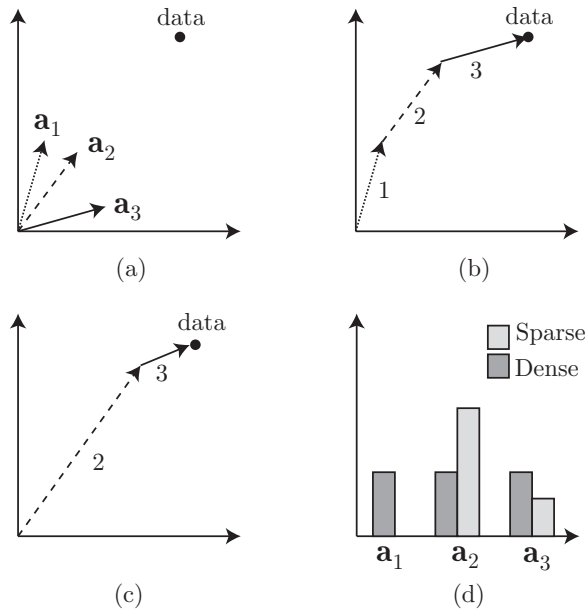 data
a1
a2
a3
(a)
data
1
2
3
(b)
data
2
3
(c)
Sparse
Dense
a1 a2 a3
(d)